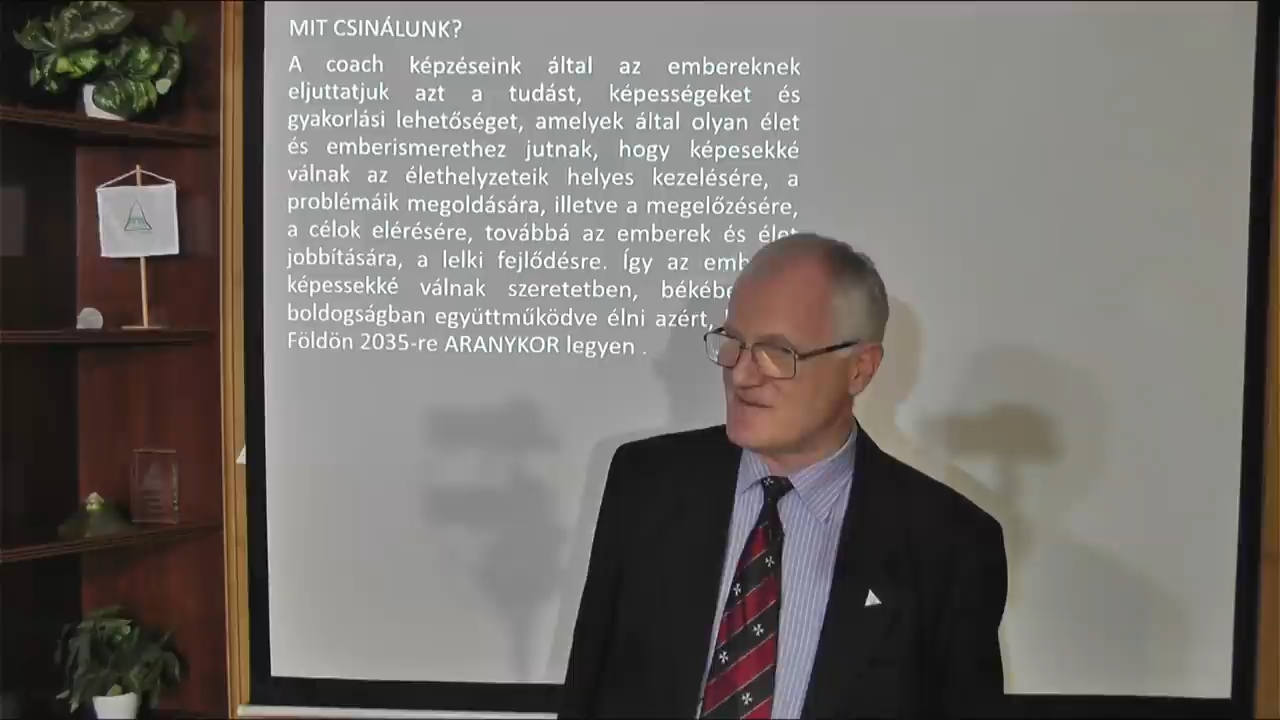 MIT CSINÁLUNK?
A coach képzéseink által az embereknek
eljuttatjuk azt a tudást, képességeket és
gyakorlási lehetőséget, amelyek által olyan élet
és emberismerethez jutnak, hogy képesekké
válnak az élethelyzeteik helyes kezelésére, a
problémáik megoldására, illetve a megelőzésére,
a célok elérésére, továbbá az emberek és élet
jobbítására, a lelki fejlődésre. Így az
képessekké válnak szeretetben,
boldogságban együttműködve élni azért,
Földön 2035-re ARANYKOR legyen .